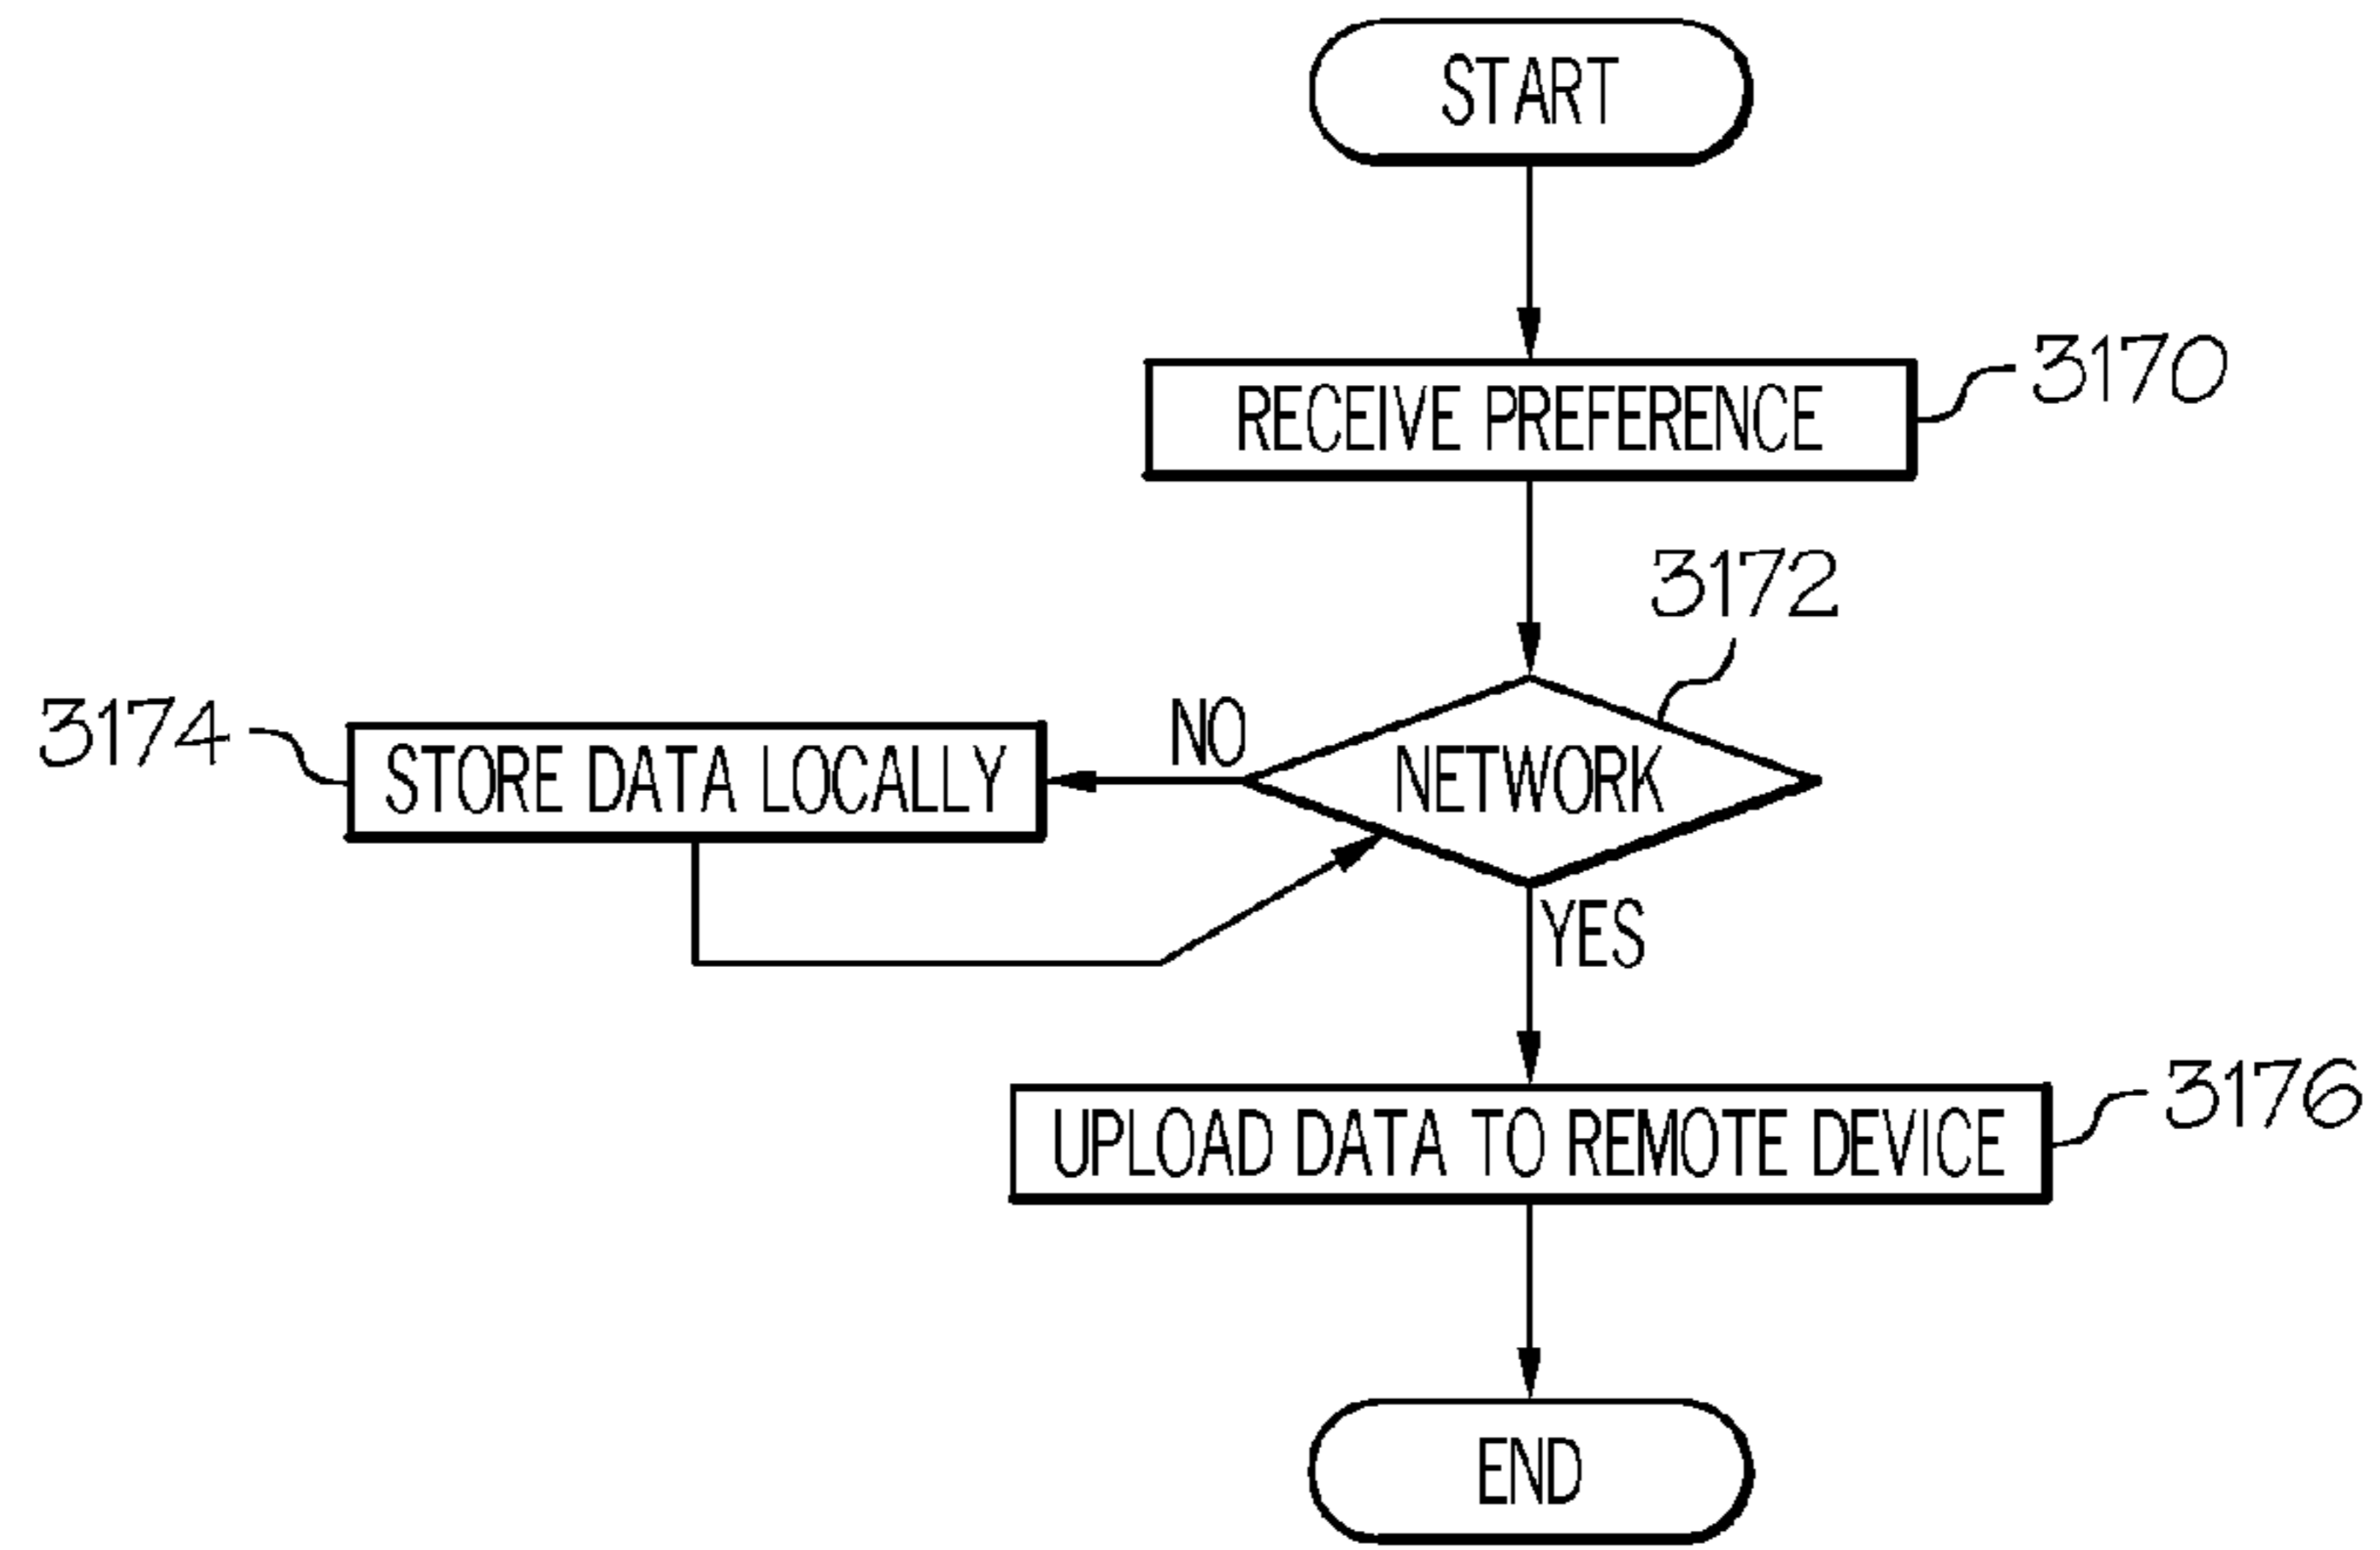 START
RECEIVE PREFERENCE
3170
3172
3174
STORE DATA LOCALLY
NO
NETWORK
YES
UPLOAD DATA TO REMOTE DEVICE
3176
END